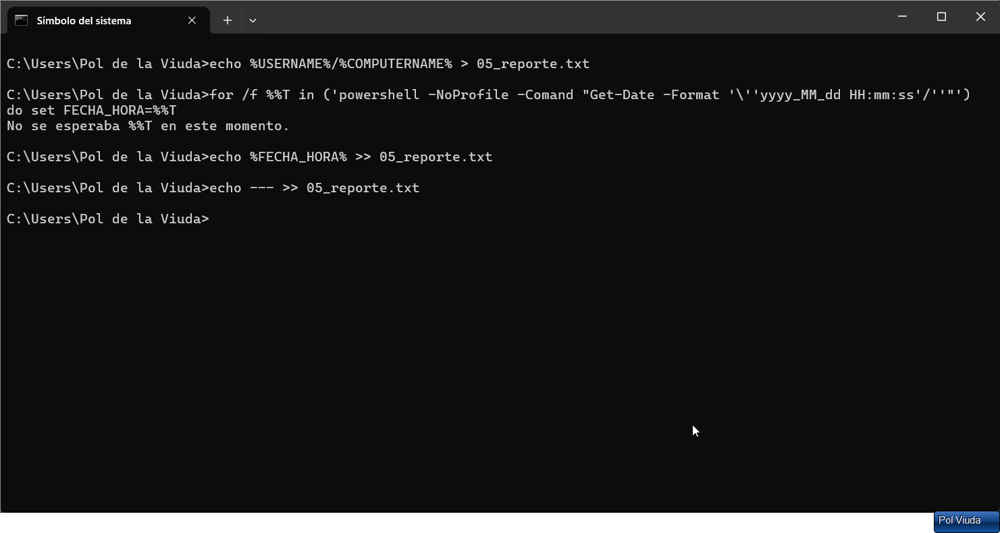 Símbolo del sistema
C:\Users\Pol de la Viuda>echo %USERNAME%/%COMPUTERNAME% > 05_reporte.txt
C:\Users\Pol de la Viuda>for /f %%T in ('powershell -NoProfile -Comand "Get-Date -Format '\''yyyy_MM_dd HH:mm:ss'/''"')
do set FECHA_HORA=%%T
No se esperaba %%T en este momento.
C:\Users\Pol de la Viuda>echo %FECHA_HORA% >> 05_reporte.txt
C:\Users\Pol de la Viuda>echo --- >> 05_reporte.txt
C:\Users\Pol de la Viuda>
Pol Viuda